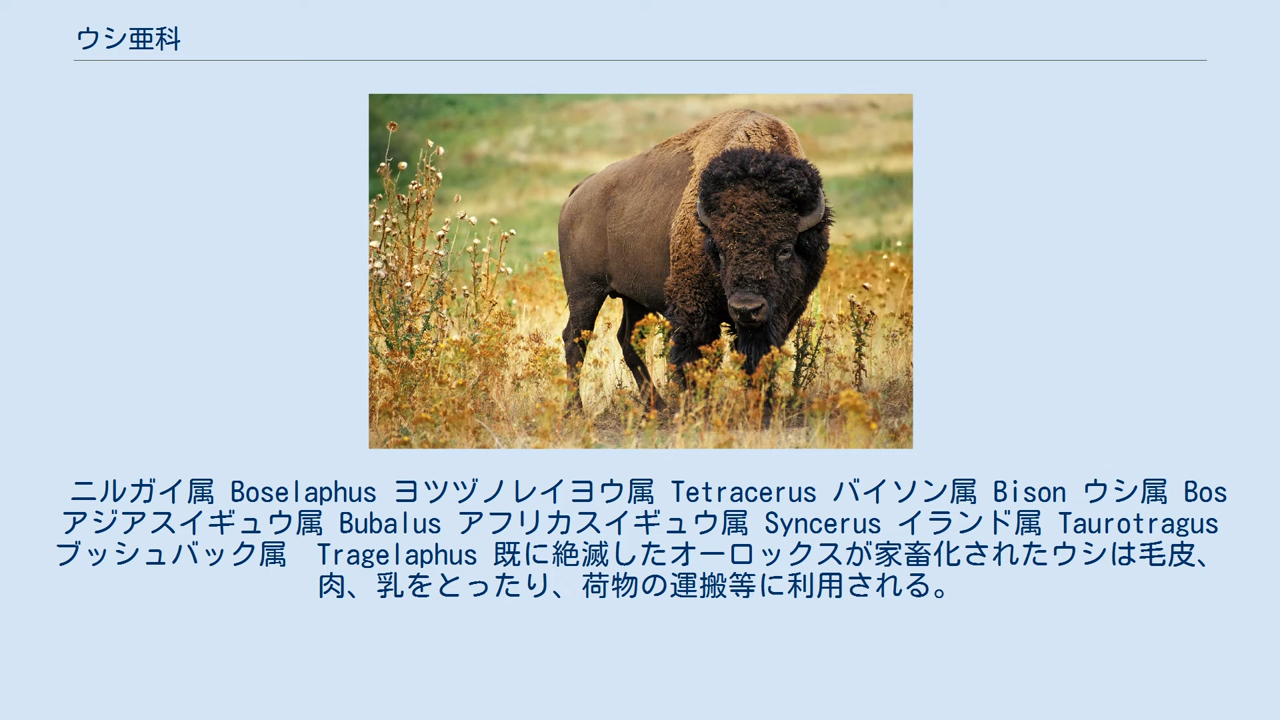 ウシ亜科
ニルガイ属 Boselaphus ヨツヅノレイヨウ属 Tetracerus バイソン属 Bison ウシ属 Bos
アジアスイギュウ属 Bubalus アフリカスイギュウ属 Syncerus イランド属 Taurotragus
ブッシュバック属　Tragelaphus 既に絶滅したオーロックスが家畜化されたウシは毛皮、
肉、乳をとったり、荷物の運搬等に利用される。